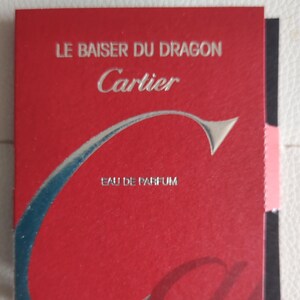 LE BAISER DU DRAGON
Cartier
EAU DE PARFUM